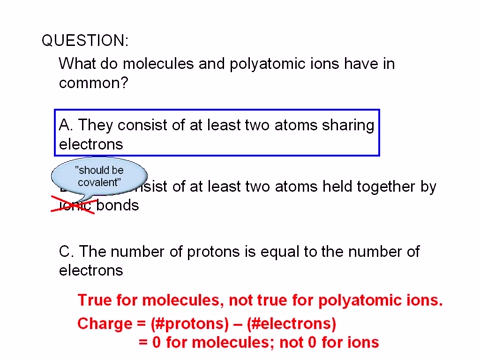 QUESTION:
What do molecules and polyatomic ions have in
common?
A. They consist of at least two atoms sharing
electrons
"should be
covalent"
consist of at least two atoms held together by
ionic bonds
C. The number of protons is equal to the number of
electrons
True for molecules, not true for polyatomic ions.
Charge = (#protons) – (#electrons)
= 0 for molecules; not 0 for ions